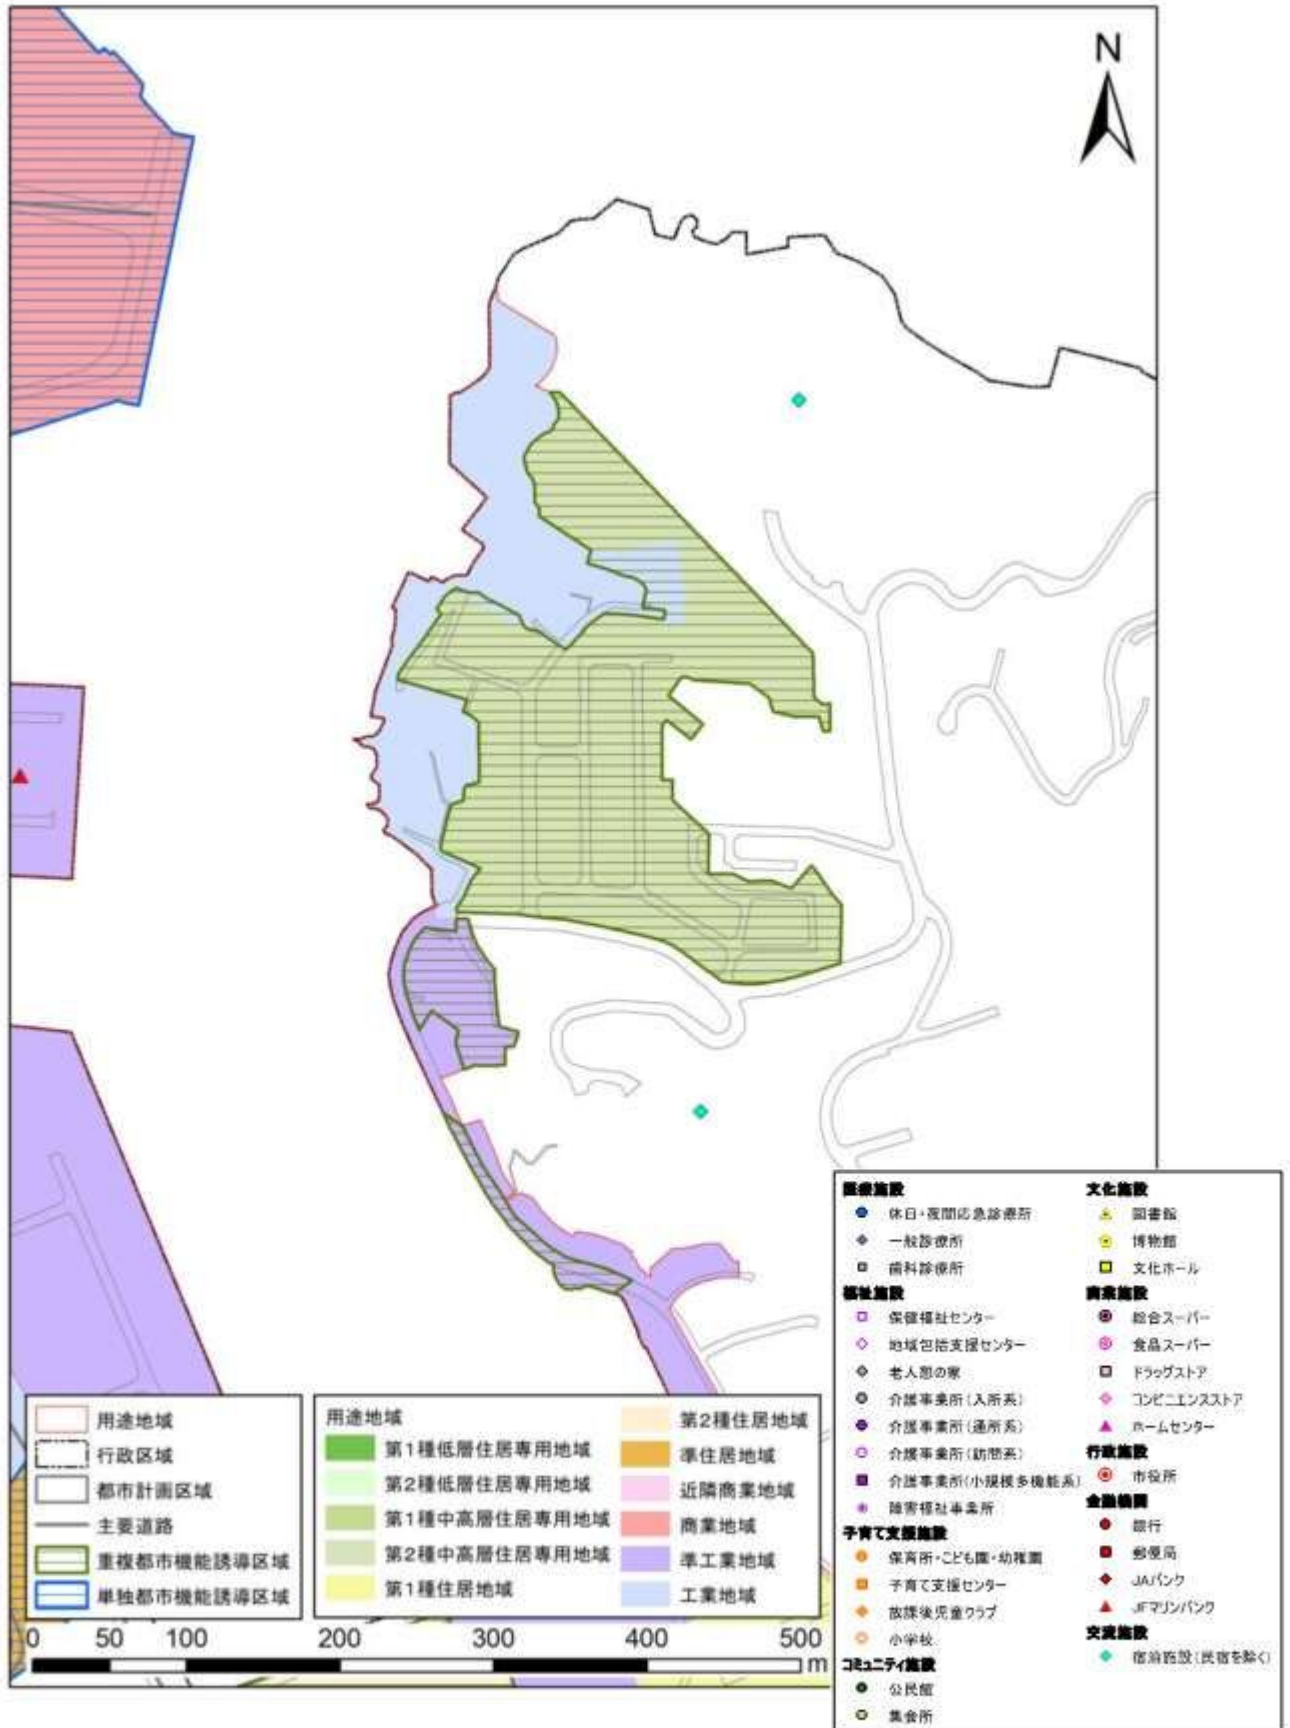 N
用途地域
行政区域
都市計画区域
主要道路
重複都市機能誘導区域
単独都市機能誘導区域
用途地域
第1種低層住居専用地域
第2種低層住居専用地域
第1種中高層住居専用地域
第2種中高層住居専用地域
第1種住居地域
第2種住居地域
準住居地域
近隣商業地域
商業地域
準工業地域
工業地域
0 50 100 200 300 400 500
m
医療施設
休日・夜間応急診療所
一般診療所
歯科診療所
福祉施設
保健福祉センター
地域包括支援センター
老人憩の家
介護事業所(入所系)
介護事業所(通所系)
介護事業所(訪問系)
介護事業所(小規模多機能系)
障害福祉事業所
子育て支援施設
保育所・こども園・幼稚園
子育て支援センター
放課後児童クラブ
小学校
コミュニティ施設
公民館
集会所
文化施設
図書館
博物館
文化ホール
商業施設
総合スーパー
食品スーパー
ドラッグストア
コンビニエンスストア
ホームセンター
行政施設
市役所
金融機関
銀行
郵便局
JAバンク
JFマリンバンク
交流施設
宿泊施設(民宿を除く)